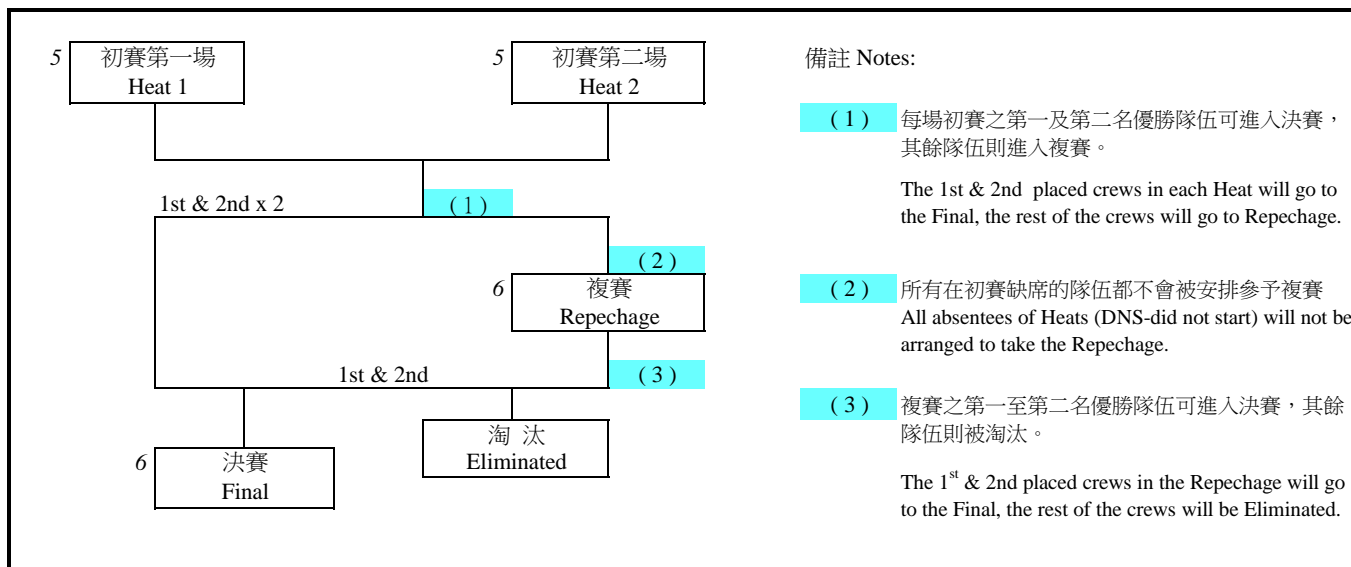 5 初賽第一場
Heat 1
5 初賽第二場
Heat 2
1st & 2nd x 2
( 1 )
( 2 )
6 複賽
Repechage
1st & 2nd
( 3 )
淘 汰
Eliminated
6 決賽
Final
備註 Notes:
( 1 ) 每場初賽之第一及第二名優勝隊伍可進入決賽，
其餘隊伍則進入複賽。
The 1st & 2nd placed crews in each Heat will go to
the Final, the rest of the crews will go to Repechage.
( 2 ) 所有在初賽缺席的隊伍都不會被安排參予複賽
All absentees of Heats (DNS-did not start) will not be
arranged to take the Repechage.
( 3 ) 複賽之第一至第二名優勝隊伍可進入決賽，其餘
隊伍則被淘汰。
The 1st & 2nd placed crews in the Repechage will go
to the Final, the rest of the crews will be Eliminated.